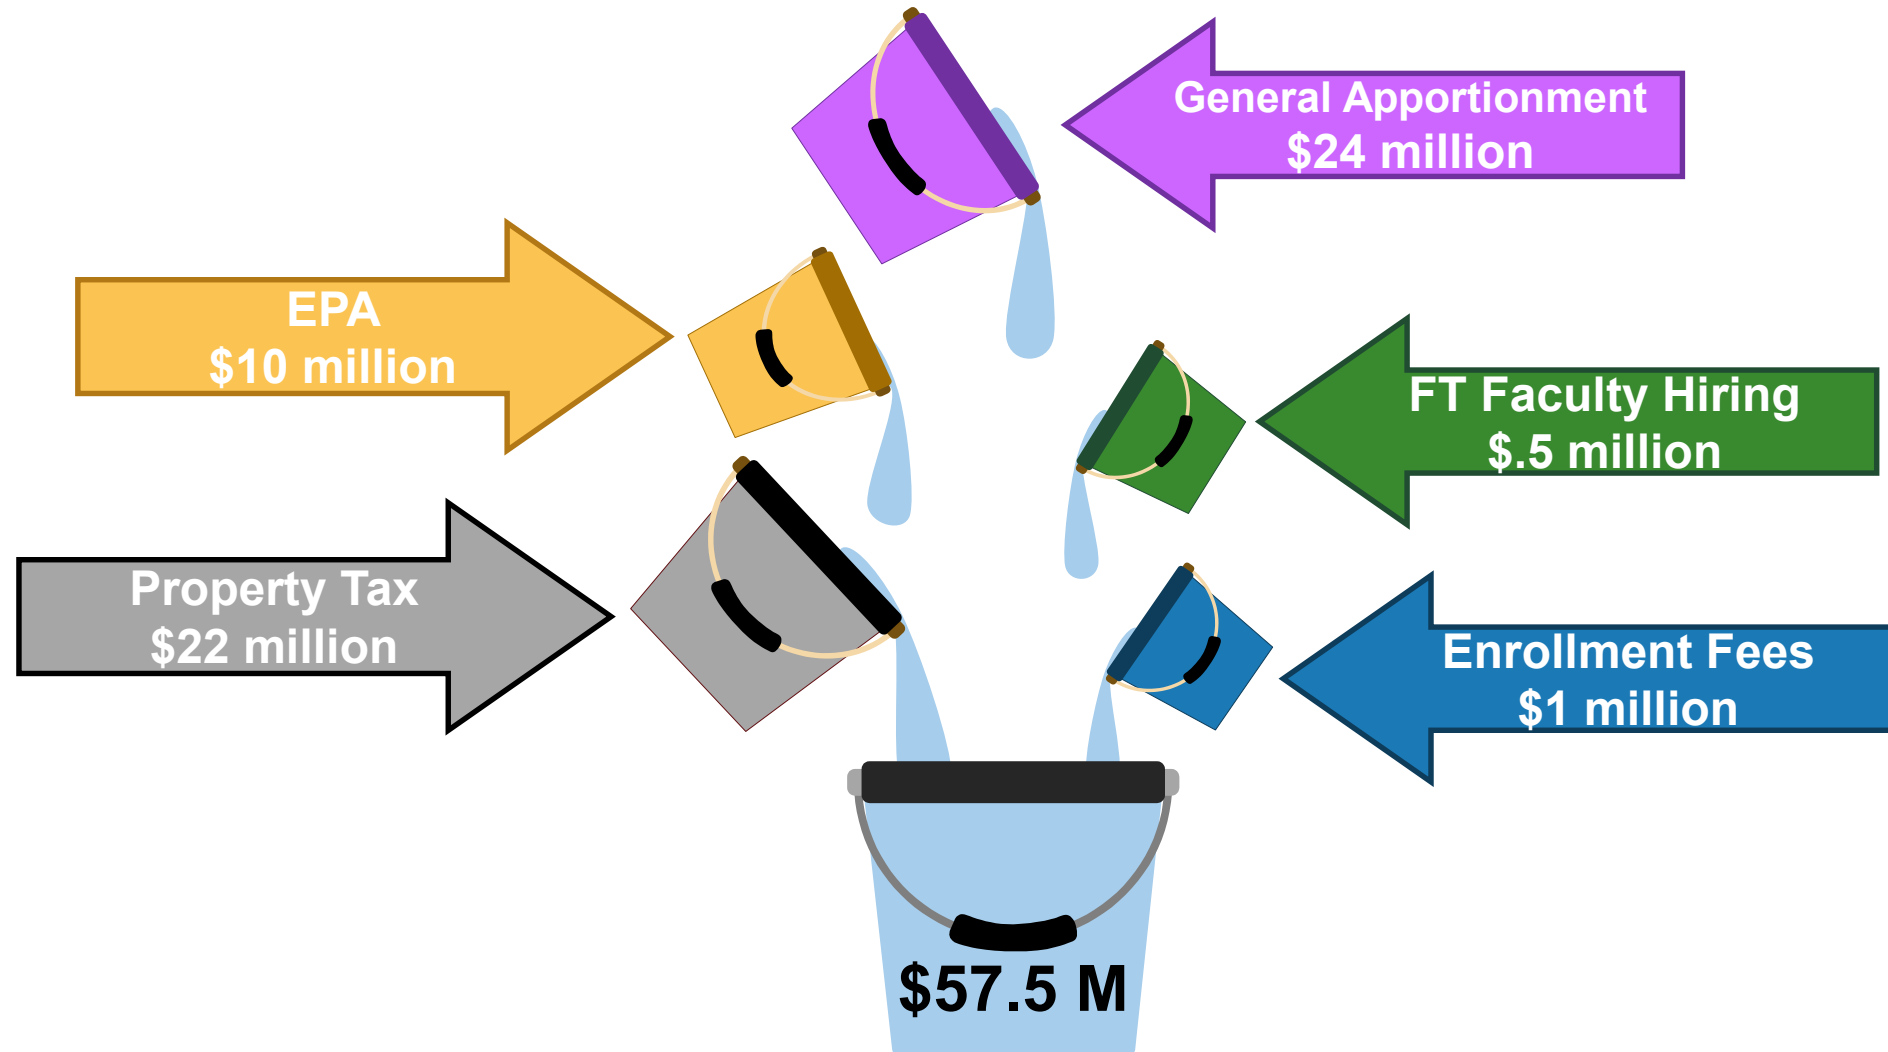 General Apportionment
$24 million
EPA
$10 million
FT Faculty Hiring
$.5 million
Property Tax
$22 million
Enrollment Fees
$1 million
$57.5 M